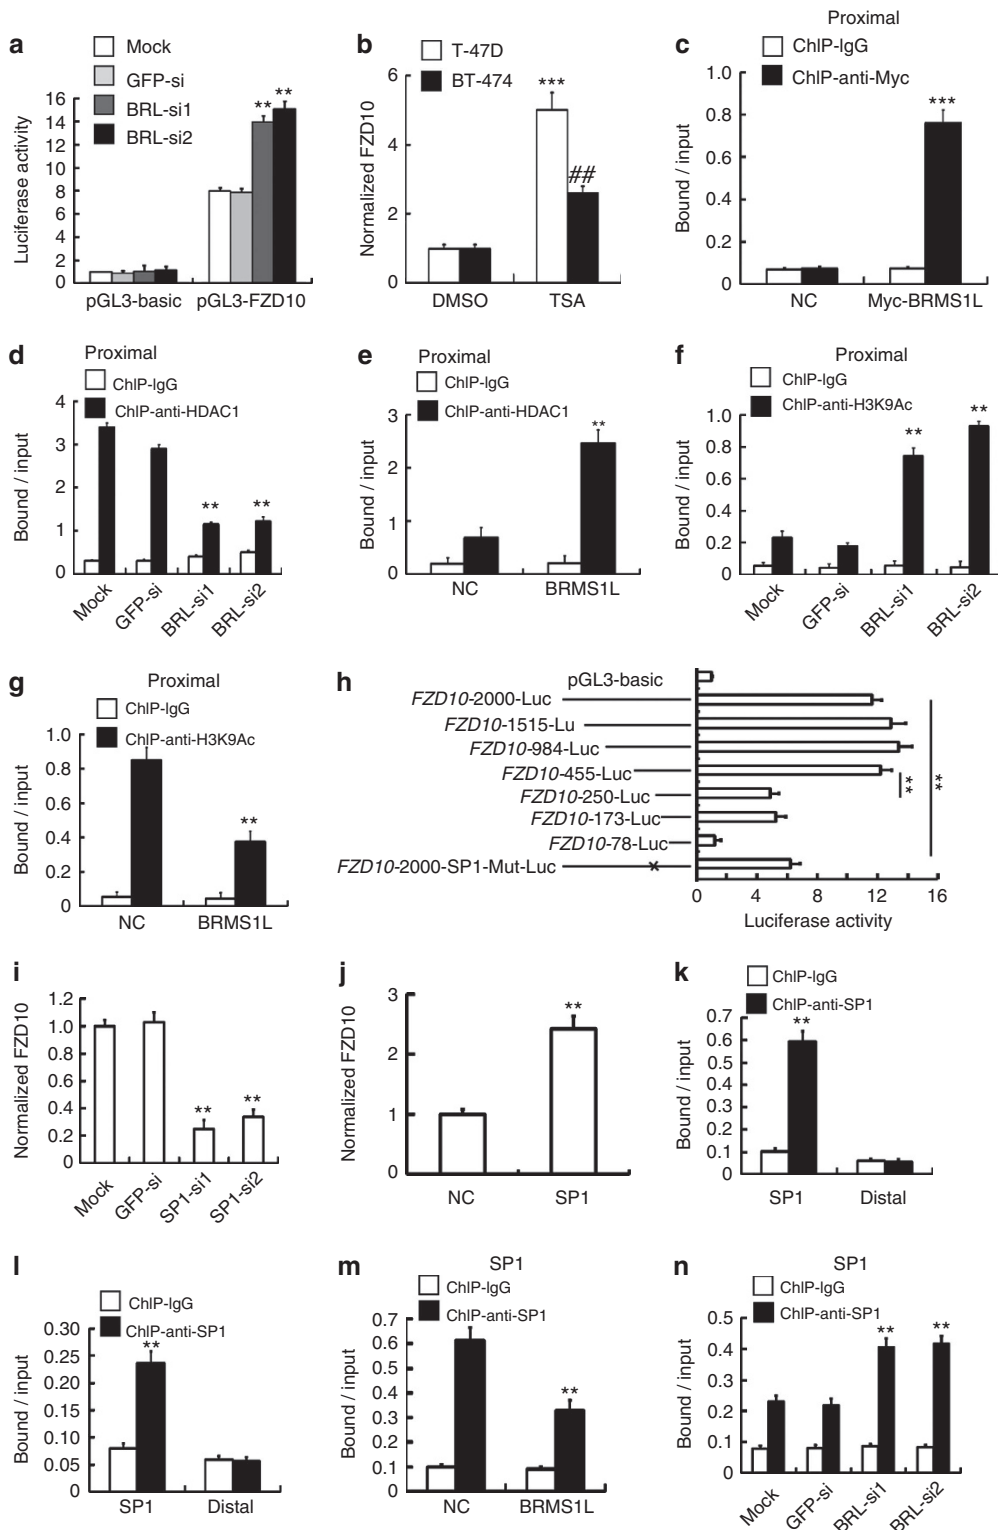 a
Mock
GFP-si
BRL-si1
BRL-si2
Luciferase activity
16
14
12
10
8
6
4
2
0
** **
pGL3-basic pGL3-FZD10
b
T-47D
BT-474
Normalized FZD10
6
4
2
0
***
##
DMSO TSA
c
Proximal
ChIP-IgG
ChIP-anti-Myc
Bound / input
1.0
0.8
0.6
0.4
0.2
0
***
NC Myc-BRMS1L
d
Proximal
ChIP-IgG
ChIP-anti-HDAC1
Bound / input
4
3
2
1
0
** **
Mock GFP-si BRL-si1 BRL-si2
e
Proximal
ChIP-IgG
ChIP-anti-HDAC1
Bound / input
3
2
1
0
**
NC BRMS1L
f
Proximal
ChIP-IgG
ChIP-anti-H3K9Ac
Bound / input
1.0
0.8
0.6
0.4
0.2
0
** **
Mock GFP-si BRL-si1 BRL-si2
g
Proximal
ChIP-IgG
ChIP-anti-H3K9Ac
Bound / input
1.0
0.8
0.6
0.4
0.2
0
**
NC BRMS1L
h
pGL3-basic
FZD10-2000-Luc
FZD10-1515-Lu
FZD10-984-Luc
FZD10-455-Luc
FZD10-250-Luc
FZD10-173-Luc
FZD10-78-Luc
FZD10-2000-SP1-Mut-Luc
** **
0 4 8 12 16
Luciferase activity
i
Normalized FZD10
1.2
1.0
0.8
0.6
0.4
0.2
0
** **
Mock GFP-si SP1-si1 SP1-si2
j
Normalized FZD10
3
2
1
0
**
NC SP1
k
ChIP-IgG
ChIP-anti-SP1
Bound / input
0.7
0.6
0.5
0.4
0.3
0.2
0.1
0
**
SP1 Distal
l
ChIP-IgG
ChIP-anti-SP1
Bound / input
0.30
0.25
0.20
0.15
0.10
0.05
0
**
SP1 Distal
m
SP1
ChIP-IgG
ChIP-anti-SP1
Bound / input
0.7
0.6
0.5
0.4
0.3
0.2
0.1
0
**
NC BRMS1L
n
SP1
ChIP-IgG
ChIP-anti-SP1
Bound / input
0.5
0.4
0.3
0.2
0.1
0
** **
Mock GFP-si BRL-si1 BRL-si2